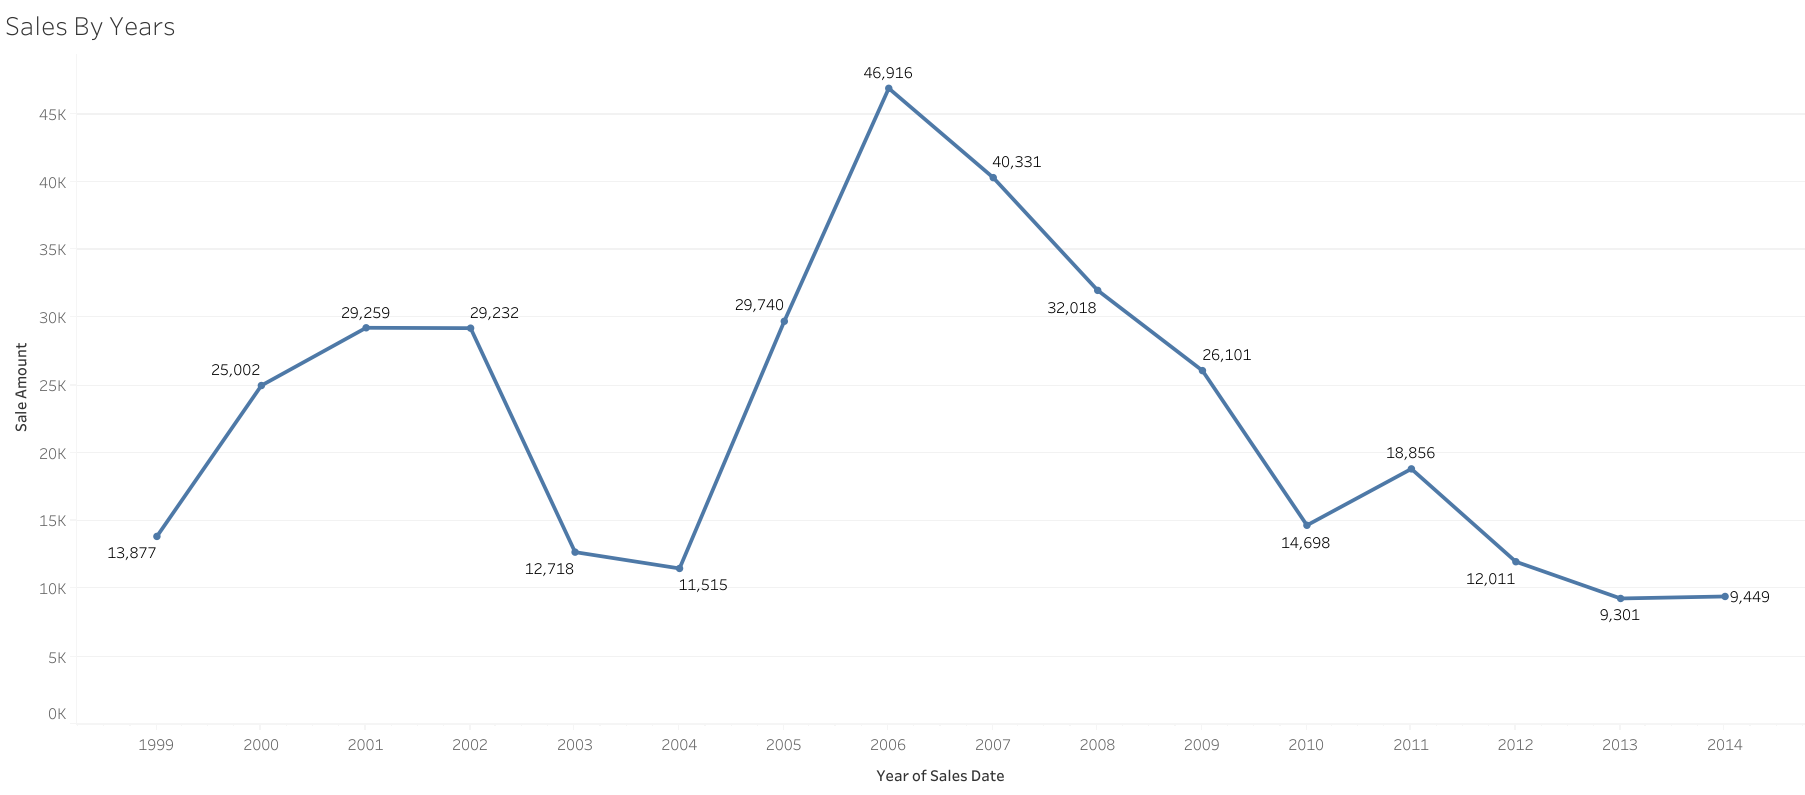 Sales By Years
46,916
45K
40,331
40K
35K
29,259
29,232
29,740
32,018
30K
25,002
26,101
25K
Sale Amount
20K
18,856
15K
13,877
12,718
11,515
14,698
12,011
10K
9,449
9,301
5K
0K
1999 2000 2001 2002 2003 2004 2005 2006 2007 2008 2009 2010 2011 2012 2013 2014
Year of Sales Date